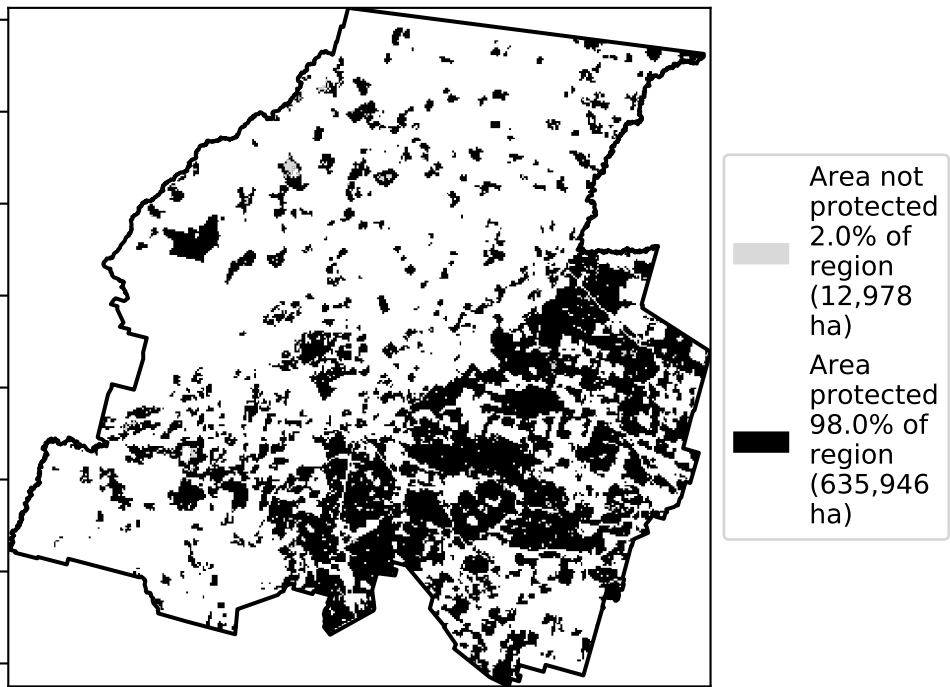 Area not
protected
2.0% of
region
(12,978
ha)
Area
protected
98.0% of
region
(635,946
ha)